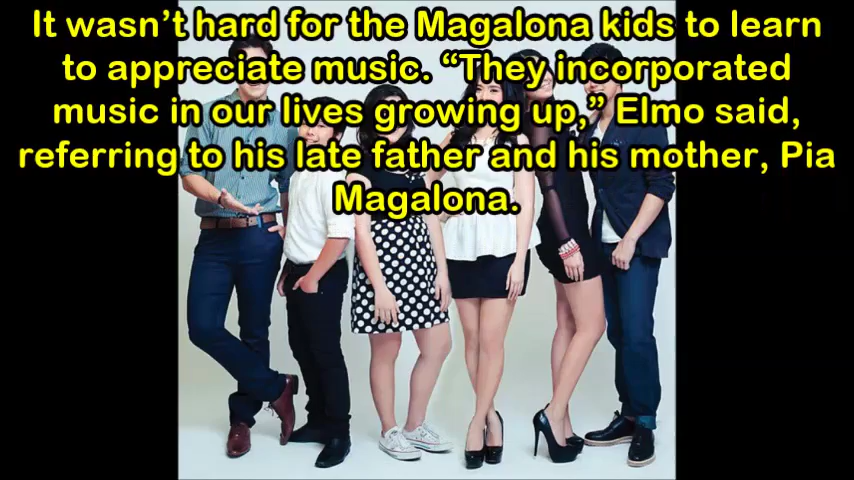 It wasn’t hard for the Magalona kids to learn
to appreciate music. “They incorporated
music in our lives growing up,” Elmo said,
referring to his late father and his mother, Pia
Magalona.